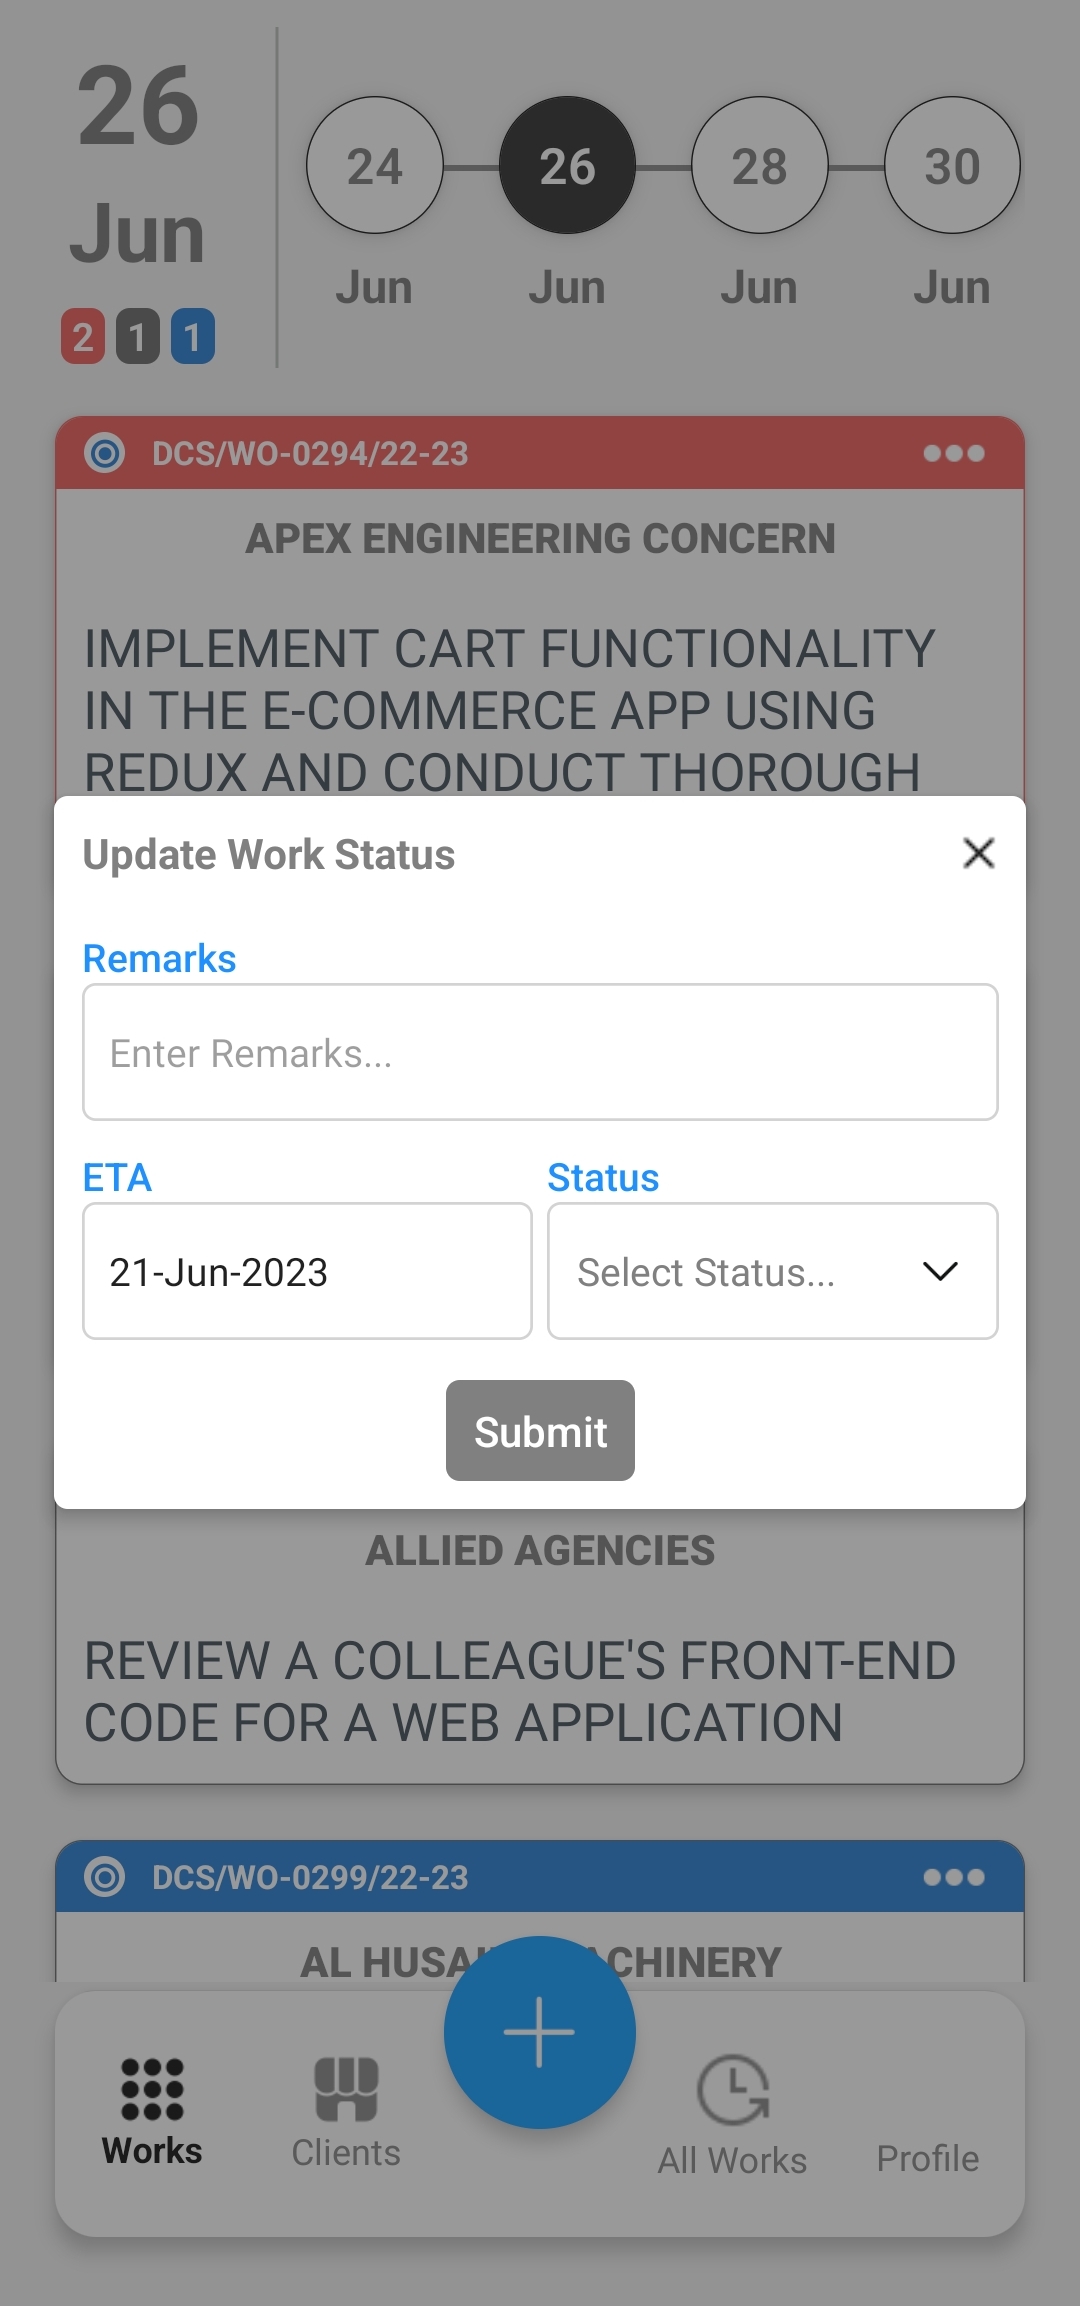 26
Jun
2 1 1
24 26 28 30
Jun Jun Jun Jun
DCS/WO-0294/22-23
APEX ENGINEERING CONCERN
IMPLEMENT CART FUNCTIONALITY
IN THE E-COMMERCE APP USING
REDUX AND CONDUCT THOROUGH
Update Work Status
Remarks
Enter Remarks...
ETA Status
21-Jun-2023 Select Status...
Submit
ALLIED AGENCIES
REVIEW A COLLEAGUE'S FRONT-END
CODE FOR A WEB APPLICATION
DCS/WO-0299/22-23
AL
Works Clients All Works Profile